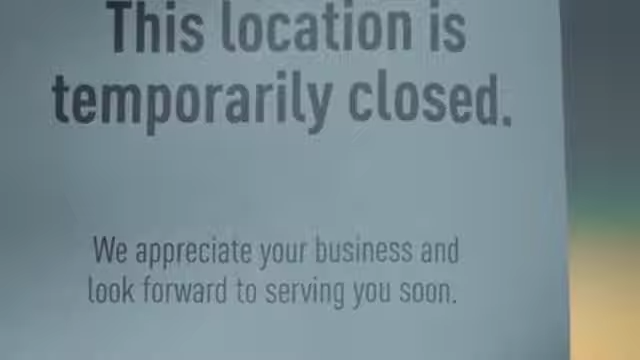 This location is
temporarily closed.
We appreciate your business and
look forward to serving you soon.